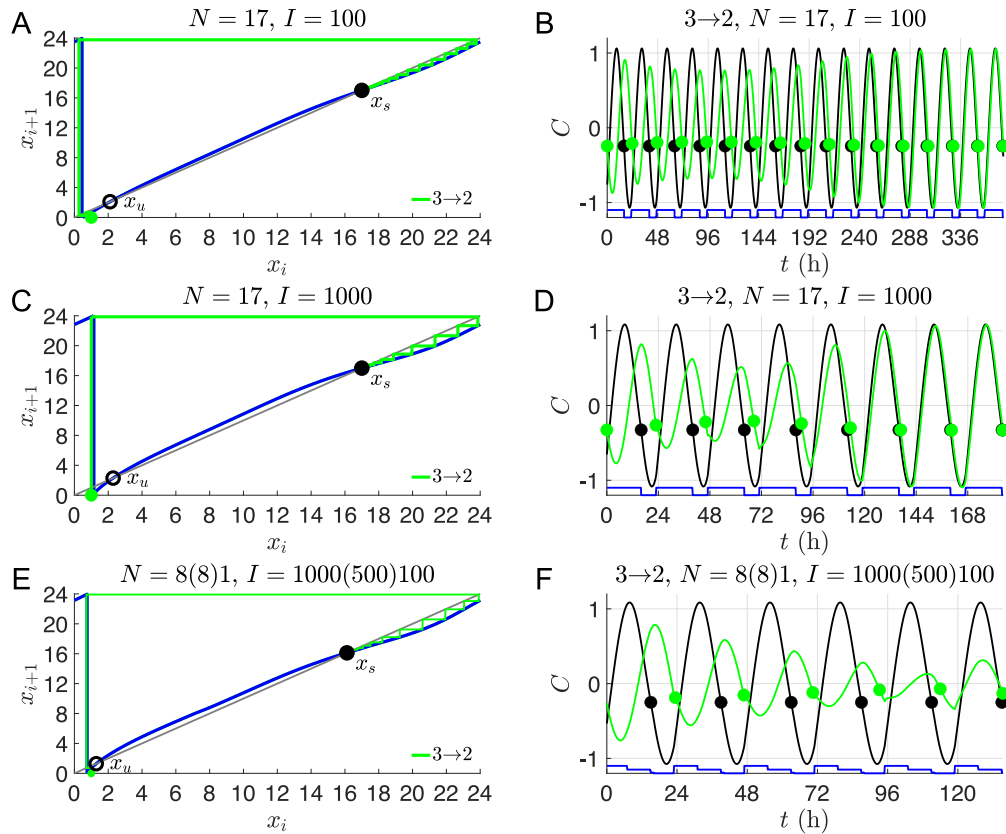 A
N = 17, I = 100
24
20
16
12
8
4
0
x_{i+1}
x_s
x_u
3→2
0 2 4 6 8 10 12 14 16 18 20 22 24
x_i
B
3→2, N = 17, I = 100
1
0
-1
C
0 48 96 144 192 240 288 336
t (h)
C
N = 17, I = 1000
24
20
16
12
8
4
0
x_{i+1}
x_s
x_u
3→2
0 2 4 6 8 10 12 14 16 18 20 22 24
x_i
D
3→2, N = 17, I = 1000
1
0
-1
C
0 24 48 72 96 120 144 168
t (h)
E
N = 8(8)1, I = 1000(500)100
24
20
16
12
8
4
0
x_{i+1}
x_s
x_u
3→2
0 2 4 6 8 10 12 14 16 18 20 22 24
x_i
F
3→2, N = 8(8)1, I = 1000(500)100
1
0
-1
C
0 24 48 72 96 120
t (h)